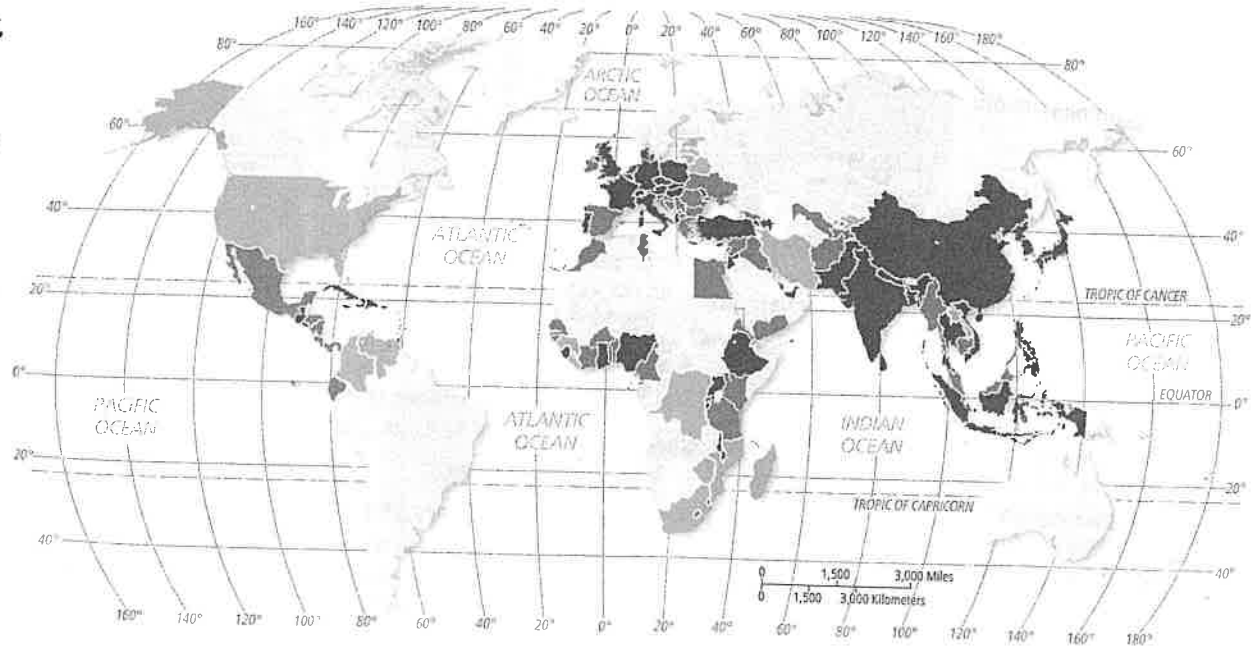 160° 140° 120° 100° 80° 60° 40° 20° 0° 20° 40° 60° 80° 100° 120° 140° 160° 180°
80° 80°
ARCTIC
OCEAN
60° 60°
40° 40°
ATLANTIC
OCEAN
TROPIC OF CANCER
20° 20°
PACIFIC
OCEAN
EQUATOR
0° 0°
PACIFIC
OCEAN
ATLANTIC
OCEAN
INDIAN
OCEAN
20° 20°
TROPIC OF CAPRICORN
40° 40°
0 1,500 3,000 Miles
0 1,500 3,000 Kilometers
160° 140° 120° 100° 80° 60° 40° 20° 0° 20° 40° 60° 80° 100° 120° 140° 160° 180°